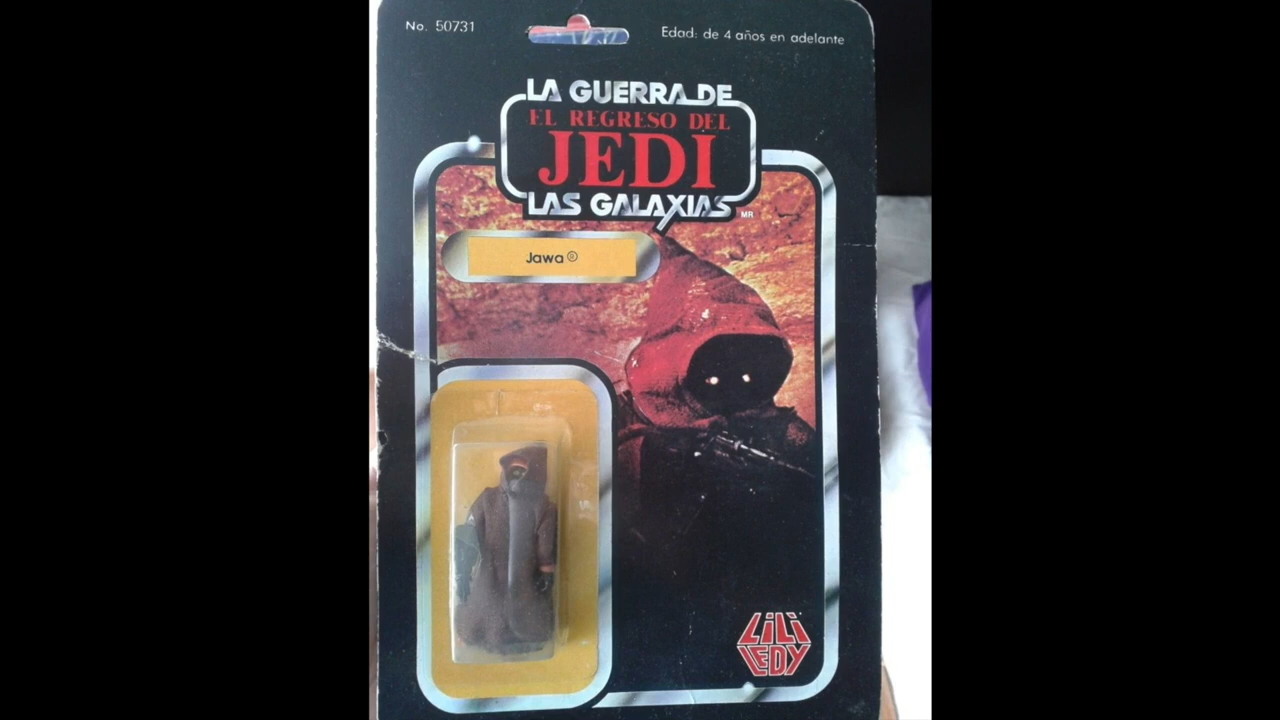 No. 50731
Edad: de 4 años en adelante
LA GUERRA DE
EL REGRESO DEL
JEDI
LAS GALAXIAS MR
Jawa ®
LILI
LEDY